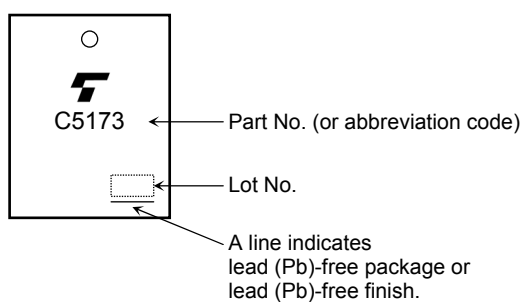 C5173
Part No. (or abbreviation code)
Lot No.
A line indicates
lead (Pb)-free package or
lead (Pb)-free finish.